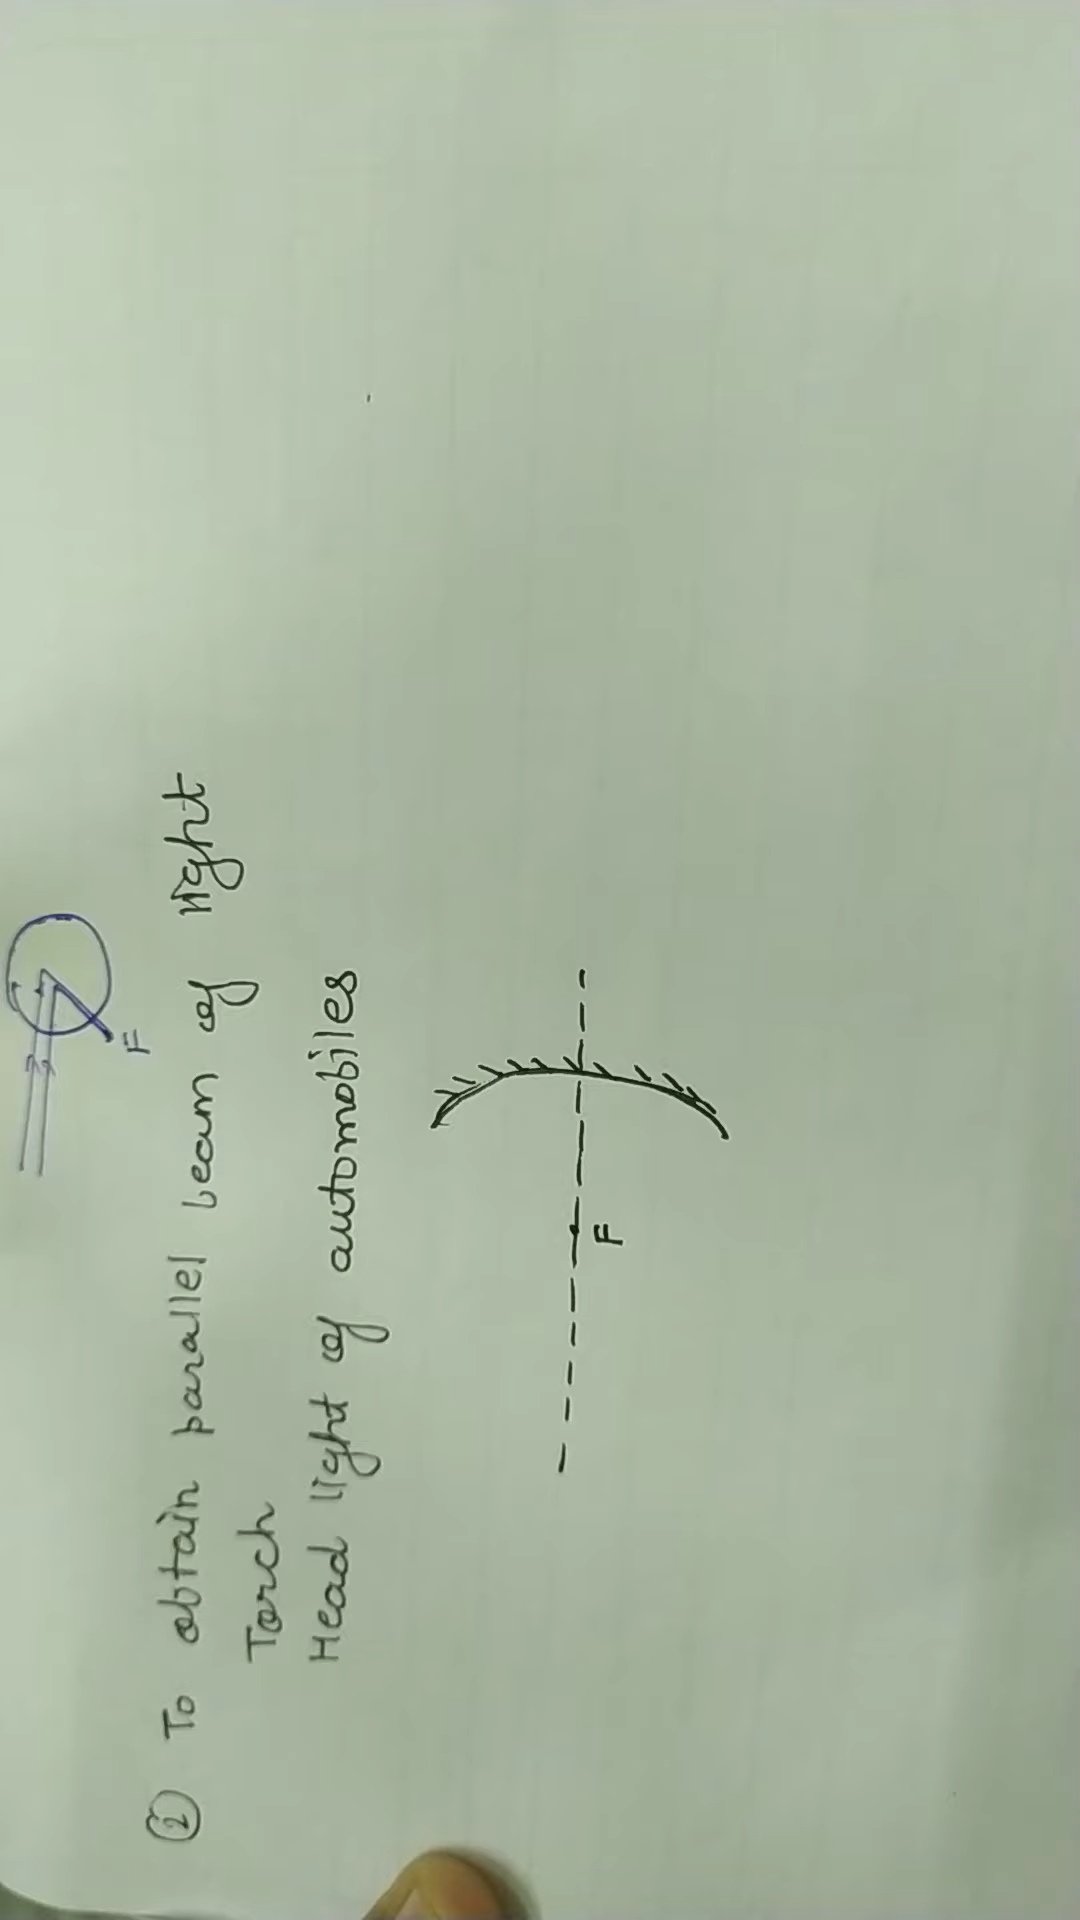 F
② To obtain parallel beam of light
Torch
Head light of automobiles
F